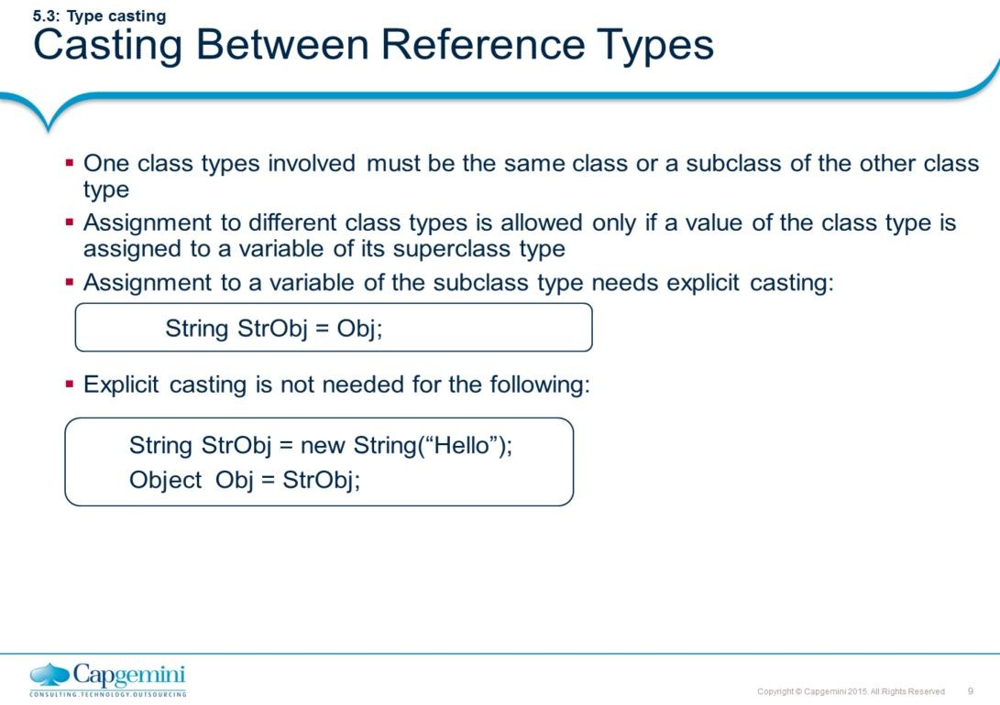 5.3: Type casting
Casting Between Reference Types
▪ One class types involved must be the same class or a subclass of the other class
type
▪ Assignment to different class types is allowed only if a value of the class type is
assigned to a variable of its superclass type
▪ Assignment to a variable of the subclass type needs explicit casting:
String StrObj = Obj;
▪ Explicit casting is not needed for the following:
String StrObj = new String(“Hello”);
Object Obj = StrObj;
Capgemini
CONSULTING.TECHNOLOGY.OUTSOURCING
Copyright © Capgemini 2015. All Rights Reserved 9